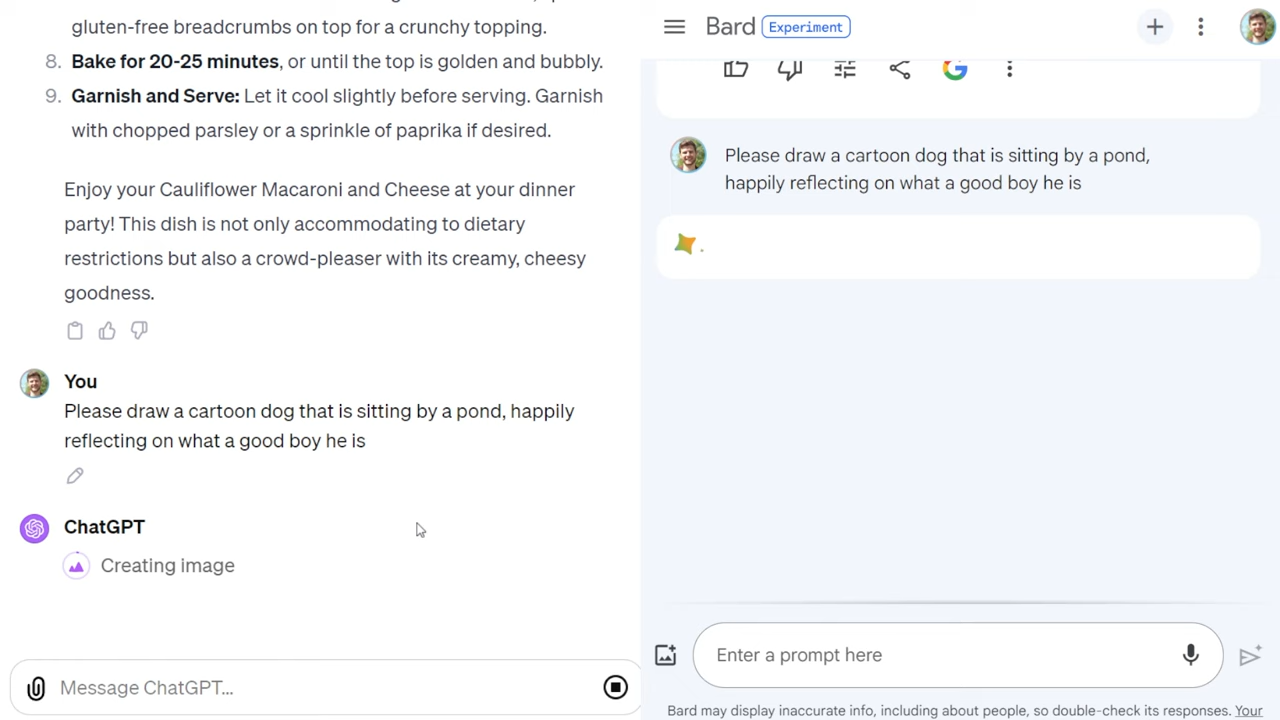 gluten-free breadcrumbs on top for a crunchy topping.
8. Bake for 20-25 minutes, or until the top is golden and bubbly.
9. Garnish and Serve: Let it cool slightly before serving. Garnish
with chopped parsley or a sprinkle of paprika if desired.
Enjoy your Cauliflower Macaroni and Cheese at your dinner
party! This dish is not only accommodating to dietary
restrictions but also a crowd-pleaser with its creamy, cheesy
goodness.
You
Please draw a cartoon dog that is sitting by a pond, happily
reflecting on what a good boy he is
ChatGPT
Creating image
Message ChatGPT...
Bard Experiment
Please draw a cartoon dog that is sitting by a pond,
happily reflecting on what a good boy he is
Enter a prompt here
Bard may display inaccurate info, including about people, so double-check its responses. Your